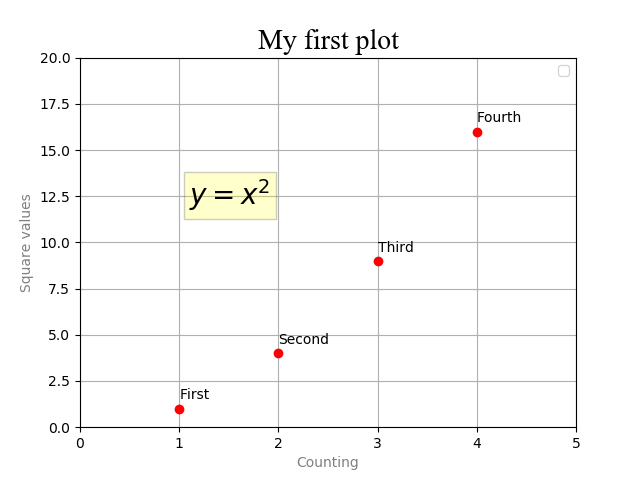 My first plot
20.0
17.5
15.0
12.5
10.0
7.5
5.0
2.5
0.0
Square values
Fourth
y = x²
Third
Second
First
0 1 2 3 4 5
Counting